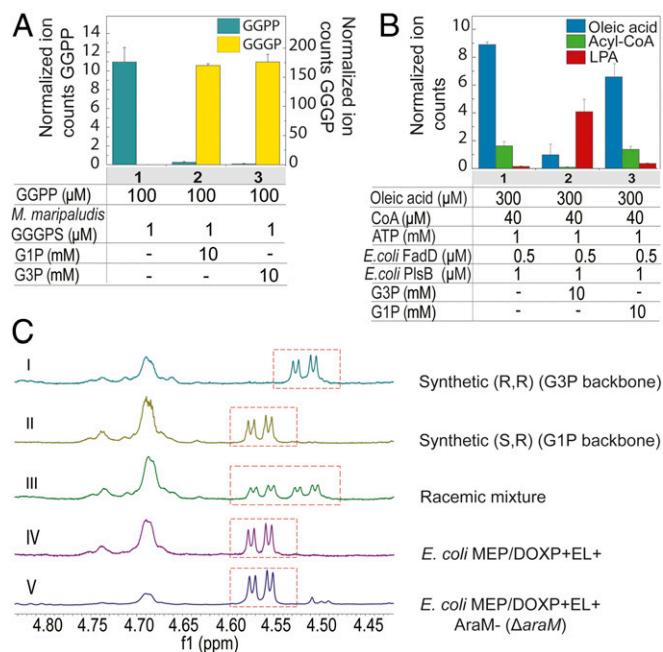 A
Normalized ion
counts GGPP
14
12
10
8
6
4
2
0
GGPP
GGGP
175
150
100
50
0
Normalized ion
counts GGGP
1 2 3
GGPP (µM) 100 100 100
M. maripaludis
GGGPS (µM) 1 1 1
G1P (mM) - 10 -
G3P (mM) - - 10
B
Normalized ion
counts
10
8
6
4
2
0
Oleic acid
Acyl-CoA
LPA
1 2 3
Oleic acid (µM) 300 300 300
CoA (µM) 40 40 40
ATP (mM) 1 1 1
E.coli FadD (µM) 0.5 0.5 0.5
E.coli PlsB (µM) 1 1 1
G3P (mM) - 10 -
G1P (mM) - - 10
C
I
Synthetic (R,R) (G3P backbone)
II
Synthetic (S,R) (G1P backbone)
III
Racemic mixture
IV
E. coli MEP/DOXP+EL+
V
E. coli MEP/DOXP+EL+
AraM- (ΔaraM)
4.80 4.75 4.70 4.65 4.60 4.55 4.50 4.45
f1 (ppm)